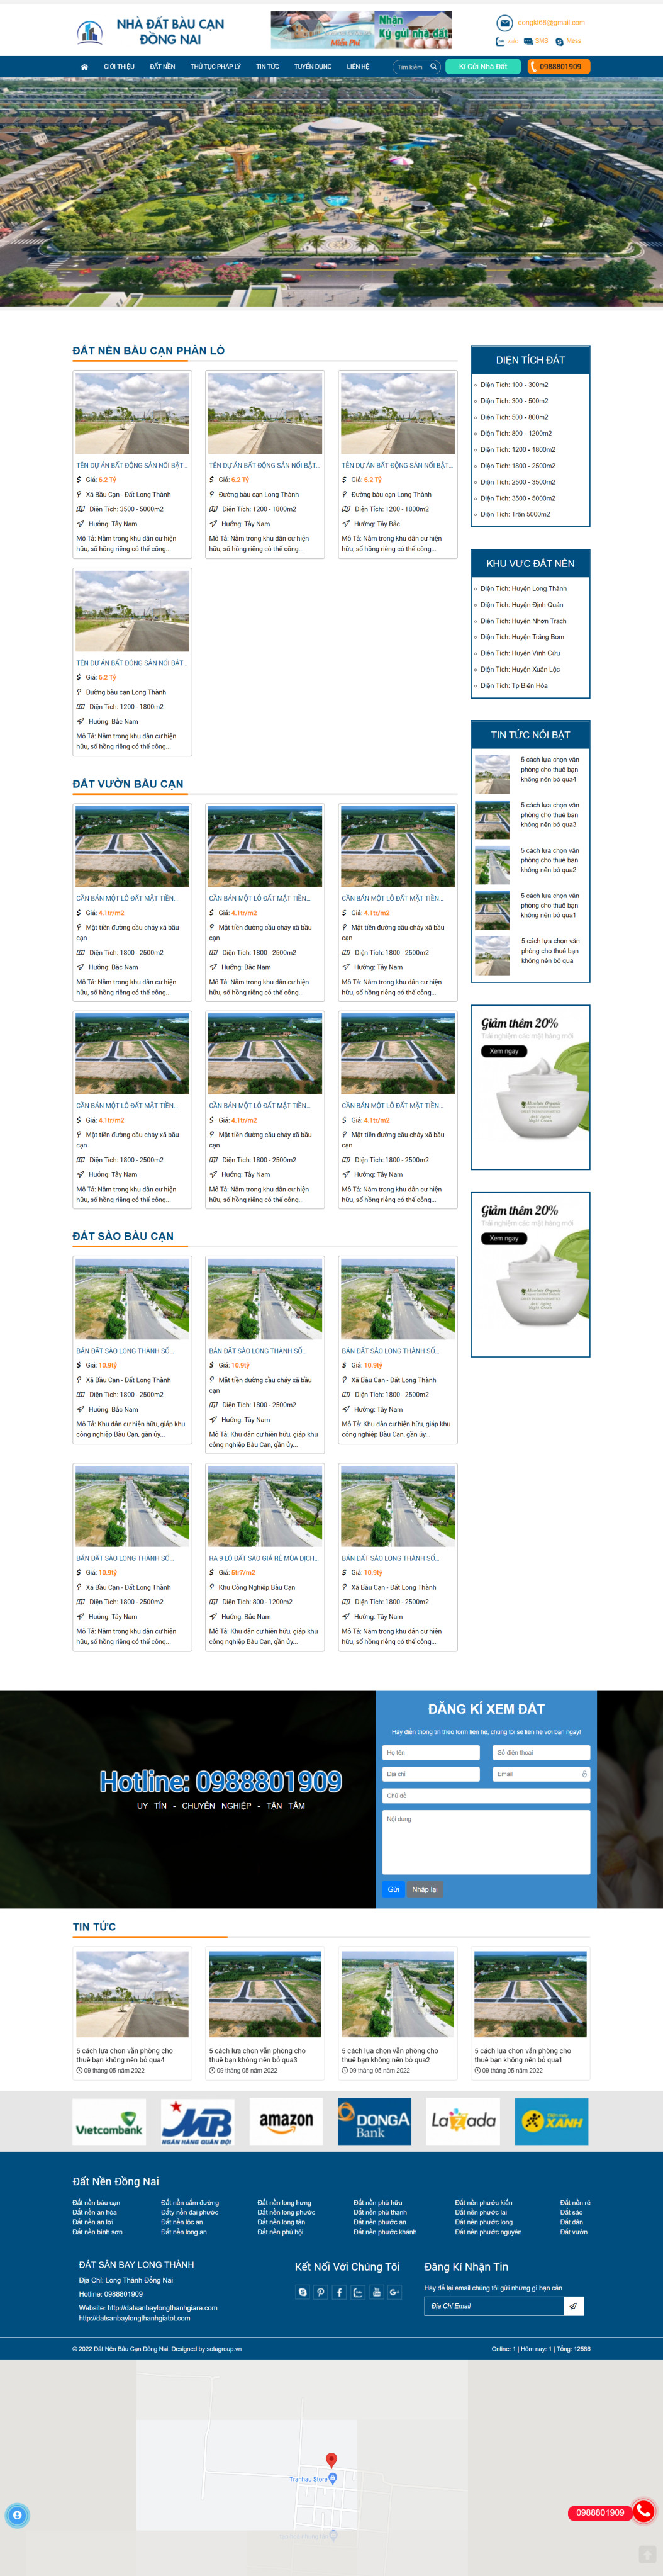 NHÀ ĐẤT BÀU CẠN
ĐỒNG NAI
Nhận
Ký gửi nhà đất
Miễn Phí
dongkt68@gmail.com
zalo SMS Mess
GIỚI THIỆU ĐẤT NỀN THỦ TỤC PHÁP LÝ TIN TỨC TUYỂN DỤNG LIÊN HỆ Tìm kiếm Kí Gửi Nhà Đất 0988801909
ĐẤT NỀN BÀU CẠN PHÂN LÔ
TÊN DỰ ÁN BẤT ĐỘNG SẢN NỔI BẬT...
Giá: 6.2 Tỷ
Xã Bầu Cạn - Đất Long Thành
Diện Tích: 3500 - 5000m2
Hướng: Tây Nam
Mô Tả: Nằm trong khu dân cư hiện
hữu, sổ hồng riêng có thể công...
TÊN DỰ ÁN BẤT ĐỘNG SẢN NỔI BẬT...
Giá: 6.2 Tỷ
Đường bàu cạn Long Thành
Diện Tích: 1200 - 1800m2
Hướng: Tây Nam
Mô Tả: Nằm trong khu dân cư hiện
hữu, sổ hồng riêng có thể công...
TÊN DỰ ÁN BẤT ĐỘNG SẢN NỔI BẬT...
Giá: 6.2 Tỷ
Đường bàu cạn Long Thành
Diện Tích: 1200 - 1800m2
Hướng: Tây Bắc
Mô Tả: Nằm trong khu dân cư hiện
hữu, sổ hồng riêng có thể công...
TÊN DỰ ÁN BẤT ĐỘNG SẢN NỔI BẬT...
Giá: 6.2 Tỷ
Đường bàu cạn Long Thành
Diện Tích: 1200 - 1800m2
Hướng: Bắc Nam
Mô Tả: Nằm trong khu dân cư hiện
hữu, sổ hồng riêng có thể công...
ĐẤT VƯỜN BÀU CẠN
CẦN BÁN MỘT LÔ ĐẤT MẶT TIỀN...
Giá: 4.1tr/m2
Mặt tiền đường cầu cháy xã bàu
cạn
Diện Tích: 1800 - 2500m2
Hướng: Bắc Nam
Mô Tả: Nằm trong khu dân cư hiện
hữu, sổ hồng riêng có thể công...
CẦN BÁN MỘT LÔ ĐẤT MẶT TIỀN...
Giá: 4.1tr/m2
Mặt tiền đường cầu cháy xã bàu
cạn
Diện Tích: 1800 - 2500m2
Hướng: Bắc Nam
Mô Tả: Nằm trong khu dân cư hiện
hữu, sổ hồng riêng có thể công...
CẦN BÁN MỘT LÔ ĐẤT MẶT TIỀN...
Giá: 4.1tr/m2
Mặt tiền đường cầu cháy xã bàu
cạn
Diện Tích: 1800 - 2500m2
Hướng: Tây Nam
Mô Tả: Nằm trong khu dân cư hiện
hữu, sổ hồng riêng có thể công...
CẦN BÁN MỘT LÔ ĐẤT MẶT TIỀN...
Giá: 4.1tr/m2
Mặt tiền đường cầu cháy xã bàu
cạn
Diện Tích: 1800 - 2500m2
Hướng: Tây Nam
Mô Tả: Nằm trong khu dân cư hiện
hữu, sổ hồng riêng có thể công...
CẦN BÁN MỘT LÔ ĐẤT MẶT TIỀN...
Giá: 4.1tr/m2
Mặt tiền đường cầu cháy xã bàu
cạn
Diện Tích: 1800 - 2500m2
Hướng: Tây Nam
Mô Tả: Nằm trong khu dân cư hiện
hữu, sổ hồng riêng có thể công...
CẦN BÁN MỘT LÔ ĐẤT MẶT TIỀN...
Giá: 4.1tr/m2
Mặt tiền đường cầu cháy xã bàu
cạn
Diện Tích: 1800 - 2500m2
Hướng: Tây Nam
Mô Tả: Nằm trong khu dân cư hiện
hữu, sổ hồng riêng có thể công...
ĐẤT SÀO BÀU CẠN
BÁN ĐẤT SÀO LONG THÀNH SỔ...
Giá: 10.9tỷ
Xã Bầu Cạn - Đất Long Thành
Diện Tích: 1800 - 2500m2
Hướng: Bắc Nam
Mô Tả: Khu dân cư hiện hữu, giáp khu
công nghiệp Bàu Cạn, gần ủy...
BÁN ĐẤT SÀO LONG THÀNH SỔ...
Giá: 10.9tỷ
Mặt tiền đường cầu cháy xã bàu
cạn
Diện Tích: 1800 - 2500m2
Hướng: Tây Nam
Mô Tả: Khu dân cư hiện hữu, giáp khu
công nghiệp Bàu Cạn, gần ủy...
BÁN ĐẤT SÀO LONG THÀNH SỔ...
Giá: 10.9tỷ
Xã Bầu Cạn - Đất Long Thành
Diện Tích: 1800 - 2500m2
Hướng: Tây Nam
Mô Tả: Khu dân cư hiện hữu, giáp khu
công nghiệp Bàu Cạn, gần ủy...
BÁN ĐẤT SÀO LONG THÀNH SỔ...
Giá: 10.9tỷ
Xã Bầu Cạn - Đất Long Thành
Diện Tích: 1800 - 2500m2
Hướng: Tây Nam
Mô Tả: Nằm trong khu dân cư hiện
hữu, sổ hồng riêng có thể công...
RA 9 LÔ ĐẤT SÀO GIÁ RẺ MÙA DỊCH...
Giá: 5tr7/m2
Khu Công Nghiệp Bàu Cạn
Diện Tích: 800 - 1200m2
Hướng: Bắc Nam
Mô Tả: Khu dân cư hiện hữu, giáp khu
công nghiệp Bàu Cạn, gần ủy...
BÁN ĐẤT SÀO LONG THÀNH SỔ...
Giá: 10.9tỷ
Xã Bầu Cạn - Đất Long Thành
Diện Tích: 1800 - 2500m2
Hướng: Tây Nam
Mô Tả: Nằm trong khu dân cư hiện
hữu, sổ hồng riêng có thể công...
DIỆN TÍCH ĐẤT
Diện Tích: 100 - 300m2
Diện Tích: 300 - 500m2
Diện Tích: 500 - 800m2
Diện Tích: 800 - 1200m2
Diện Tích: 1200 - 1800m2
Diện Tích: 1800 - 2500m2
Diện Tích: 2500 - 3500m2
Diện Tích: 3500 - 5000m2
Diện Tích: Trên 5000m2
KHU VỰC ĐẤT NỀN
Diện Tích: Huyện Long Thành
Diện Tích: Huyện Định Quán
Diện Tích: Huyện Nhơn Trạch
Diện Tích: Huyện Trảng Bom
Diện Tích: Huyện Vĩnh Cửu
Diện Tích: Huyện Xuân Lộc
Diện Tích: Tp Biên Hòa
TIN TỨC NỔI BẬT
5 cách lựa chọn văn
phòng cho thuê bạn
không nên bỏ qua4
5 cách lựa chọn văn
phòng cho thuê bạn
không nên bỏ qua3
5 cách lựa chọn văn
phòng cho thuê bạn
không nên bỏ qua2
5 cách lựa chọn văn
phòng cho thuê bạn
không nên bỏ qua1
5 cách lựa chọn văn
phòng cho thuê bạn
không nên bỏ qua
Giảm thêm 20%
Trải nghiệm các mặt hàng mới
Xem ngay
Absolute Organic
Anti Aging
Night Cream
Giảm thêm 20%
Trải nghiệm các mặt hàng mới
Xem ngay
Absolute Organic
Anti Aging
Night Cream
Hotline: 0988801909
UY TÍN - CHUYÊN NGHIỆP - TẬN TÂM
ĐĂNG KÍ XEM ĐẤT
Hãy điền thông tin theo form liên hệ, chúng tôi sẽ liên hệ với bạn ngay!
Họ tên
Số điện thoại
Địa chỉ
Email
Chủ đề
Nội dung
Gửi Nhập lại
TIN TỨC
5 cách lựa chọn văn phòng cho
thuê bạn không nên bỏ qua4
09 tháng 05 năm 2022
5 cách lựa chọn văn phòng cho
thuê bạn không nên bỏ qua3
09 tháng 05 năm 2022
5 cách lựa chọn văn phòng cho
thuê bạn không nên bỏ qua2
09 tháng 05 năm 2022
5 cách lựa chọn văn phòng cho
thuê bạn không nên bỏ qua1
09 tháng 05 năm 2022
Vietcombank
MB
NGÂN HÀNG QUÂN ĐỘI
amazon
DONGA
Bank
Lazada
XANH
Đất Nền Đồng Nai
Đất nền bàu cạn Đất nền cẩm đường Đất nền long hưng Đất nền phú hữu Đất nền phước kiển Đất nền rẻ
Đất nền an hòa Đấty nền đại phước Đất nền long phước Đất nền phú thạnh Đất nền phước lai Đất sào
Đất nền an lợi Đất nền lộc an Đất nền long tân Đất nền phước an Đất nền phước long Đất dân
Đất nền bình sơn Đất nền long an Đất nền phú hội Đất nền phước khánh Đất nền phước nguyên Đất vườn
ĐẤT SÂN BAY LONG THÀNH
Địa Chỉ: Long Thành Đồng Nai
Hotline: 0988801909
Website: http://datsanbaylongthanhgiare.com
http://datsanbaylongthanhgiatot.com
Kết Nối Với Chúng Tôi
Đăng Kí Nhận Tin
Hãy để lại email chúng tôi gửi những gì bạn cần
Địa Chỉ Email
© 2022 Đất Nền Bầu Cạn Đồng Nai. Designed by sotagroup.vn
Online: 1 | Hôm nay: 1 | Tổng: 12586
Tranhau Store
0988801909